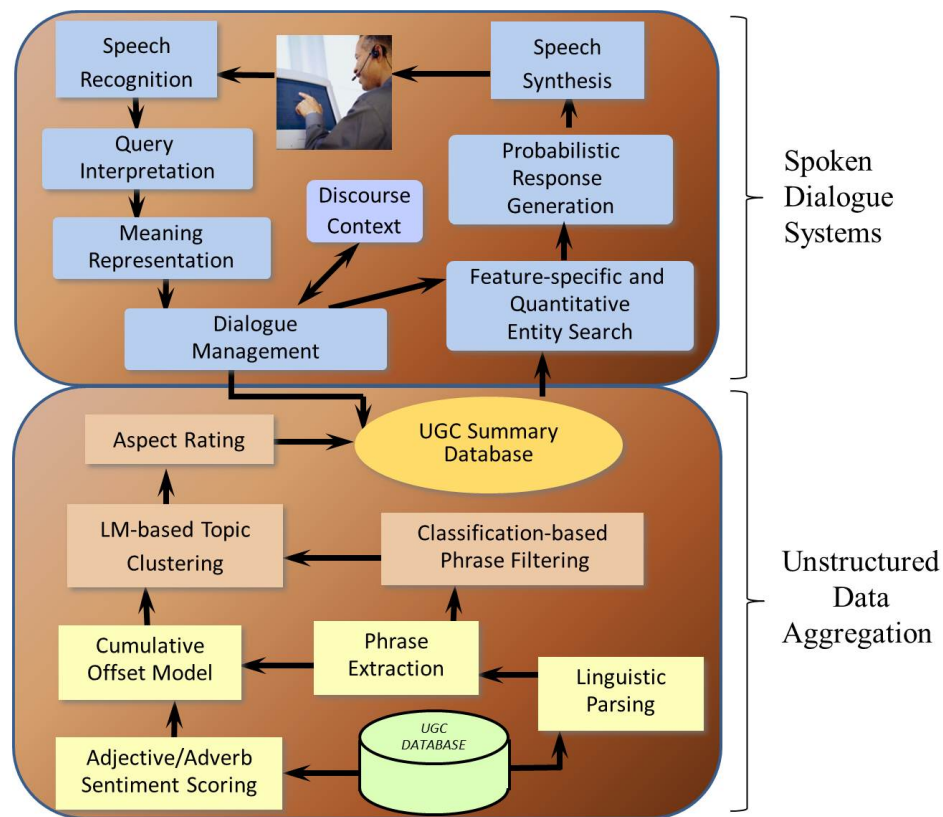 Speech
Recognition
Speech
Synthesis
Query
Interpretation
Probabilistic
Response
Generation
Discourse
Context
Meaning
Representation
Feature-specific and
Quantitative
Entity Search
Dialogue
Management
Spoken
Dialogue
Systems
Aspect Rating
UGC Summary
Database
LM-based Topic
Clustering
Classification-based
Phrase Filtering
Cumulative
Offset Model
Phrase
Extraction
Linguistic
Parsing
Adjective/Adverb
Sentiment Scoring
UGC
DATABASE
Unstructured
Data
Aggregation